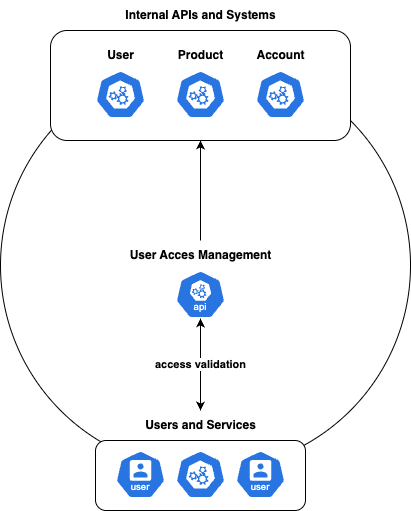 Internal APIs and Systems
User Product Account
User Acces Management
api
access validation
Users and Services
user user